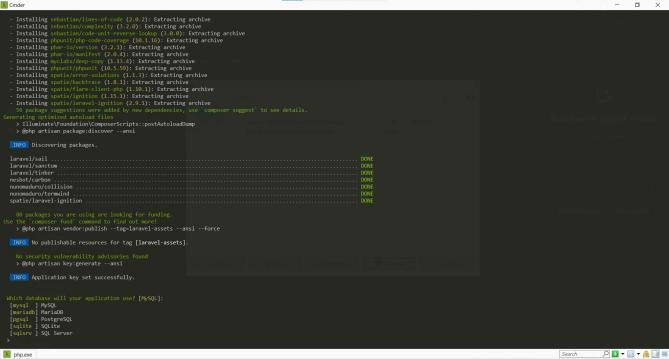 Cmder
- Installing sebastian/lines-of-code (2.0.2): Extracting archive
- Installing sebastian/complexity (3.2.0): Extracting archive
- Installing sebastian/code-unit-reverse-lookup (3.0.0): Extracting archive
- Installing phpunit/php-code-coverage (10.1.16): Extracting archive
- Installing phar-io/version (3.2.1): Extracting archive
- Installing phar-io/manifest (2.0.4): Extracting archive
- Installing myclabs/deep-copy (1.13.4): Extracting archive
- Installing phpunit/phpunit (10.5.50): Extracting archive
- Installing spatie/error-solutions (1.1.3): Extracting archive
- Installing spatie/backtrace (1.8.1): Extracting archive
- Installing spatie/flare-client-php (1.10.1): Extracting archive
- Installing spatie/ignition (1.15.1): Extracting archive
- Installing spatie/laravel-ignition (2.9.1): Extracting archive
package suggestions were added by new dependencies, use `composer suggest` to see details.
Generating optimized autoload files
> Illuminate\Foundation\ComposerScripts::postAutoloadDump
> @php artisan package:discover --ansi
INFO Discovering packages.
laravel/sail ........ DONE
laravel/sanctum ........ DONE
laravel/tinker ........ DONE
nesbot/carbon ........ DONE
nunomaduro/collision ........ DONE
nunomaduro/termwind ........ DONE
spatie/laravel-ignition ........ DONE
80 packages you are using are looking for funding.
Use the `composer fund` command to find out more!
> @php artisan vendor:publish --tag=laravel-assets --ansi --force
INFO No publishable resources for tag [laravel-assets].
No security vulnerability advisories found
> @php artisan key:generate --ansi
INFO Application key set successfully.
Which database will your application use? [MySQL]:
[mysql ] MySQL
[mariadb] MariaDB
[pgsql ] PostgreSQL
[sqlite ] SQLite
[sqlsrv ] SQL Server
>
php.exe
Search